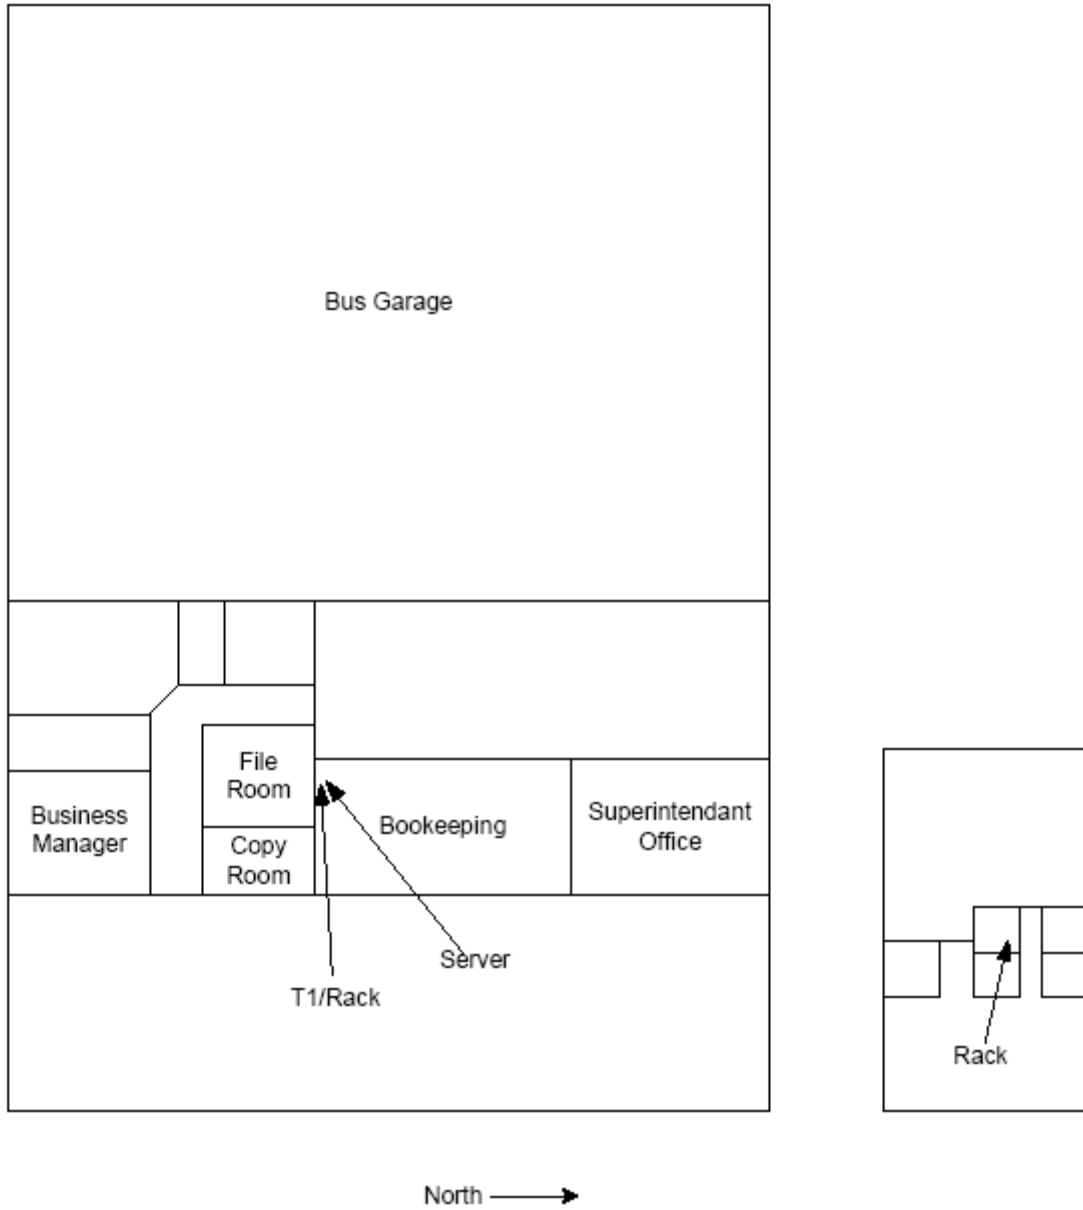 Bus Garage
File
Room
Business
Manager
Copy
Room
Bookeeping
Superintendant
Office
Server
T1/Rack
Rack
North